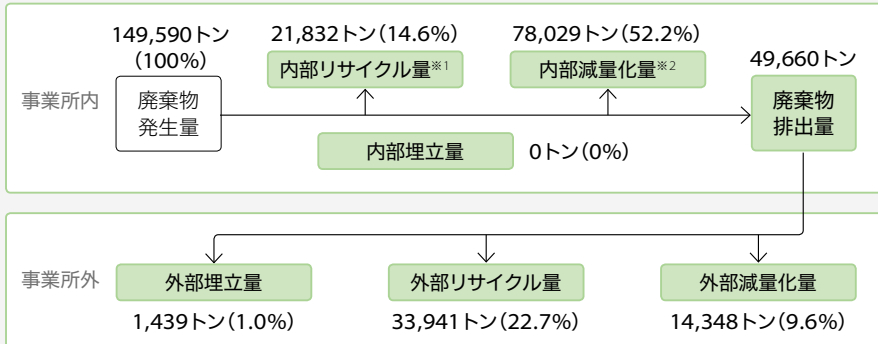 149,590トン
(100%)
21,832トン(14.6%)
78,029トン(52.2%)
49,660トン
内部リサイクル量※1
内部減量化量※2
事業所内
廃棄物
発生量
廃棄物
排出量
内部埋立量
0トン(0%)
事業所外
外部埋立量
外部リサイクル量
外部減量化量
1,439トン(1.0%)
33,941トン(22.7%)
14,348トン(9.6%)